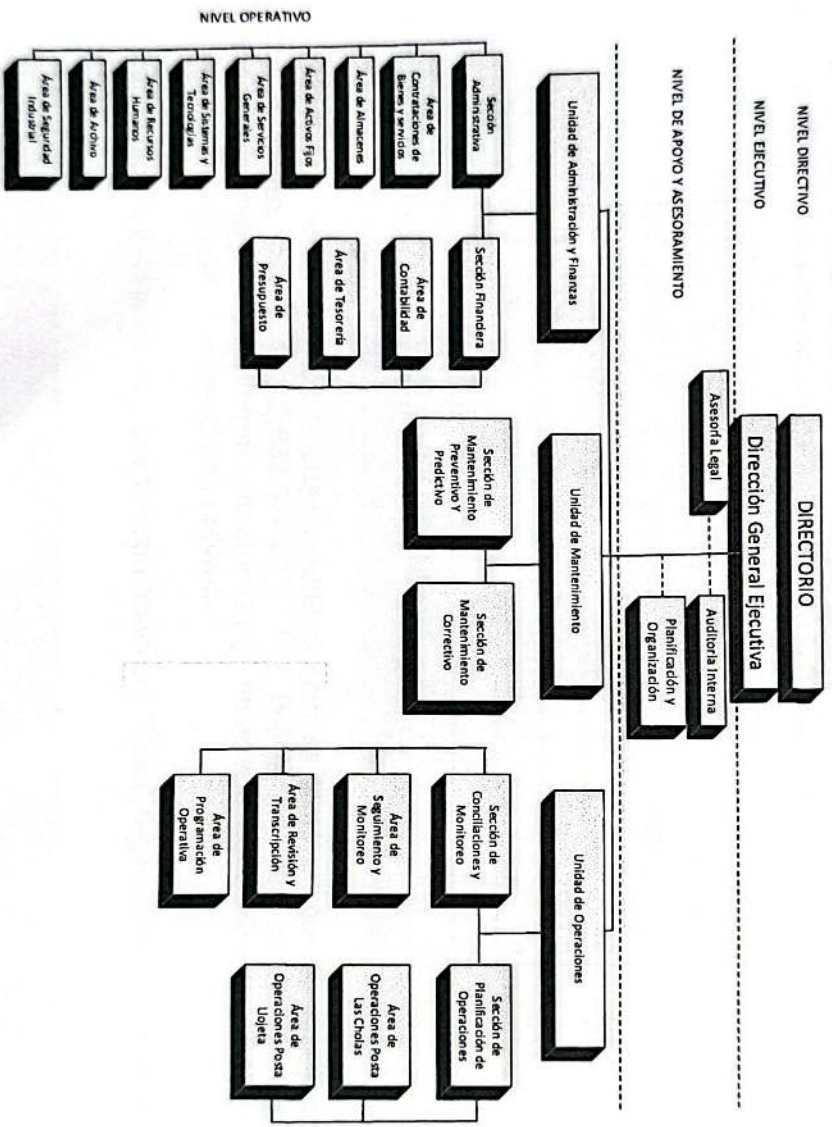 NIVEL DIRECTIVO
DIRECTORIO
NIVEL EJECUTIVO
Dirección General Ejecutiva
NIVEL DE APOYO Y ASESORAMIENTO
Asesoría Legal
Auditoría Interna
Planificación y
Organización
NIVEL OPERATIVO
Unidad de Administración y Finanzas
Sección
Administrativa
Área de
Contrataciones de
Bienes y servicios
Área de Almacenes
Área de Activos Fijos
Área de Servicios
Generales
Área de Sistemas y
Tecnologías
Área de Recursos
Humanos
Área de Archivo
Área de Seguridad
Industrial
Sección Financiera
Área de
Contabilidad
Área de Tesorería
Área de
Presupuesto
Unidad de Mantenimiento
Sección de
Mantenimiento
Preventivo Y
Predictivo
Sección de
Mantenimiento
Correctivo
Unidad de Operaciones
Sección de
Conciliaciones y
Monitoreo
Área de
Seguimiento y
Monitoreo
Área de Revisión y
Transcripción
Área de
Programación
Operativa
Sección de
Planificación de
Operaciones
Área de
Operaciones Posta
Las Cholas
Área de
Operaciones Posta
Llojeta